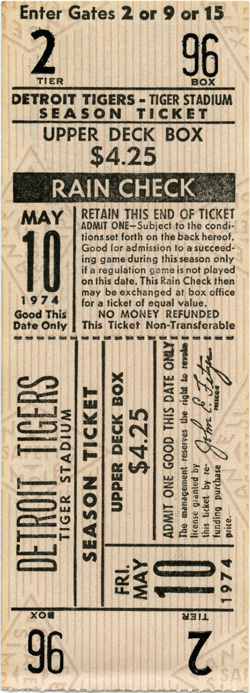 Enter Gates 2 or 9 or 15
2 96
TIER BOX
DETROIT TIGERS - TIGER STADIUM
SEASON TICKET
UPPER DECK BOX
$4.25
RAIN CHECK
MAY
10
1974
Good This
Date Only
RETAIN THIS END OF TICKET
ADMIT ONE—Subject to the condi-
tions set forth on the back hereof.
Good for admission to a succeed-
ing game during this season only
if a regulation game is not played
on this date. This Rain Check then
may be exchanged at box office
for a ticket of equal value.
NO MONEY REFUNDED
This Ticket Non-Transferable
DETROIT TIGERS
TIGER STADIUM
SEASON TICKET
UPPER DECK BOX
$4.25
ADMIT ONE GOOD THIS DATE ONLY
The management reserves the right to revoke
license granted by re-
this ticket by
funding purchase
price.
John E.
FRI.
MAY
10
1974
BOX
96
TIER
2